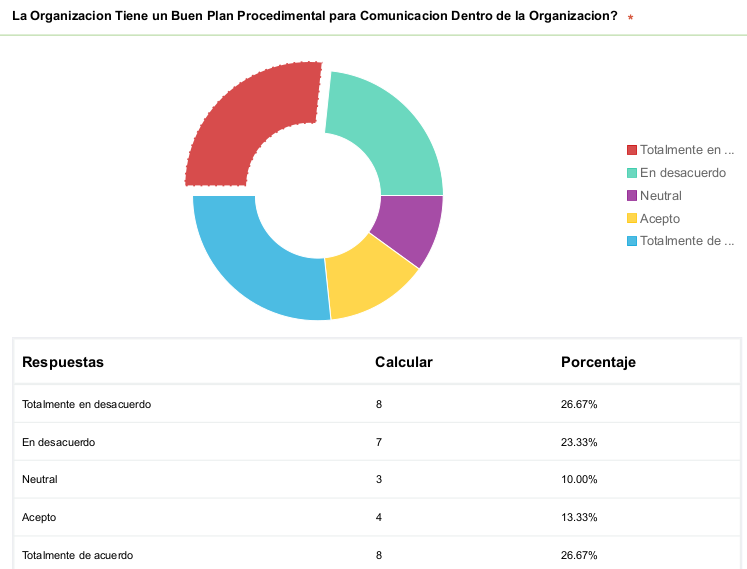 La Organizacion Tiene un Buen Plan Procedimental para Comunicacion Dentro de la Organizacion? *
Totalmente en ...
En desacuerdo
Neutral
Acepto
Totalmente de ...
Respuestas Calcular Porcentaje
Totalmente en desacuerdo 8 26.67%
En desacuerdo 7 23.33%
Neutral 3 10.00%
Acepto 4 13.33%
Totalmente de acuerdo 8 26.67%